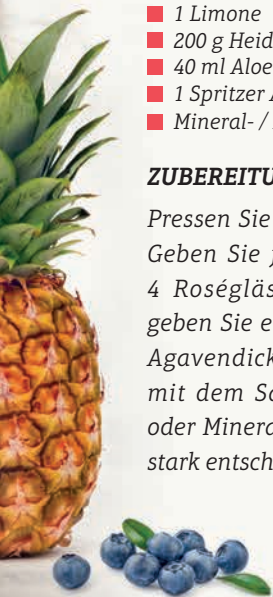 1 Limone
200 g Heid
40 ml Aloe
1 Spritzer A
Mineral- /
ZUBEREITU
Pressen Sie
Geben Sie j
4 Roségläs
geben Sie e
Agavendick
mit dem Sa
oder Minera
stark entsch